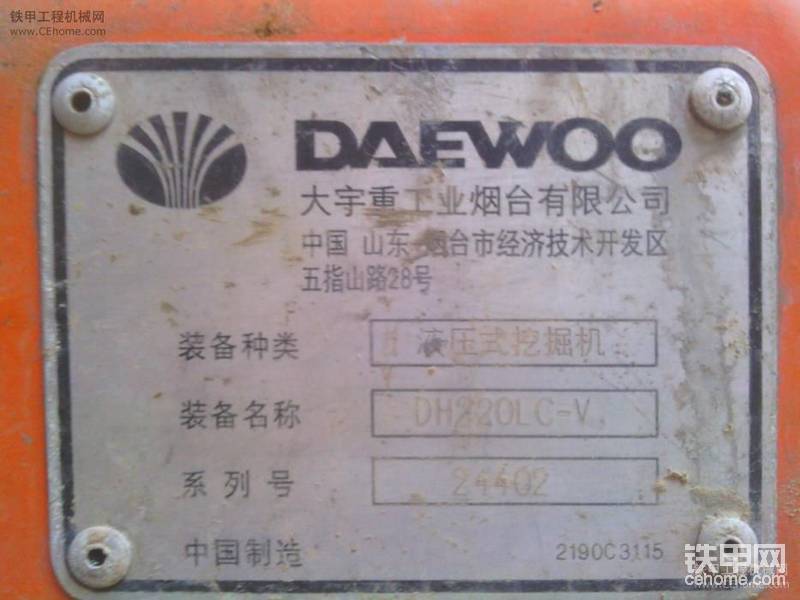 铁甲工程机械网
www.CEhome.com
DAEWOO
大宇重工业烟台有限公司
中国 山东 烟台市经济技术开发区
五指山路28号
装备种类 液压式挖掘机
装备名称 DH220LC-V
系列号 24402
中国制造 2190C3115
铁甲网
cehome.com